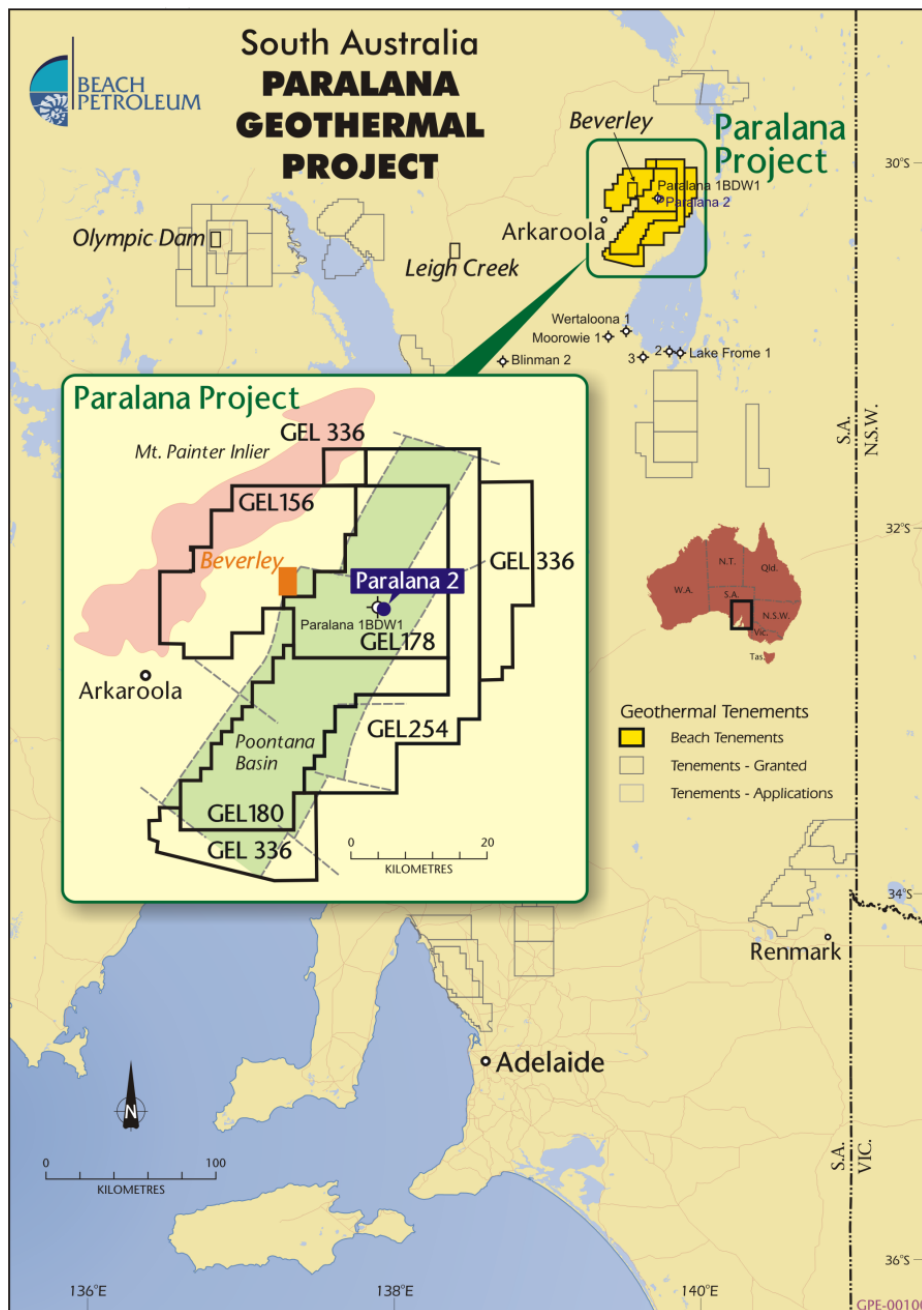 BEACH
PETROLEUM
South Australia
PARALANA
GEOTHERMAL
PROJECT
Beverley
Paralana
Project
30°S
Paralana 1BDW1
Paralana 2
Arkaroola
Olympic Dam
Leigh Creek
Wertaloona 1
Moorowie 1
3
2
Lake Frome 1
Blinman 2
S.A.
N.S.W.
Paralana Project
GEL 336
Mt. Painter Inlier
GEL156
GEL 336
Beverley
Paralana 2
Paralana 1BDW1
GEL178
Arkaroola
GEL254
Poontana
Basin
GEL180
GEL 336
0 20
KILOMETRES
32°S
N.T.
Qld.
W.A.
S.A.
N.S.W.
Vic.
Tas.
Geothermal Tenements
Beach Tenements
Tenements - Granted
Tenements - Applications
34°S
Renmark
Adelaide
N
0 100
KILOMETRES
S.A.
VIC.
36°S
136°E
138°E
140°E